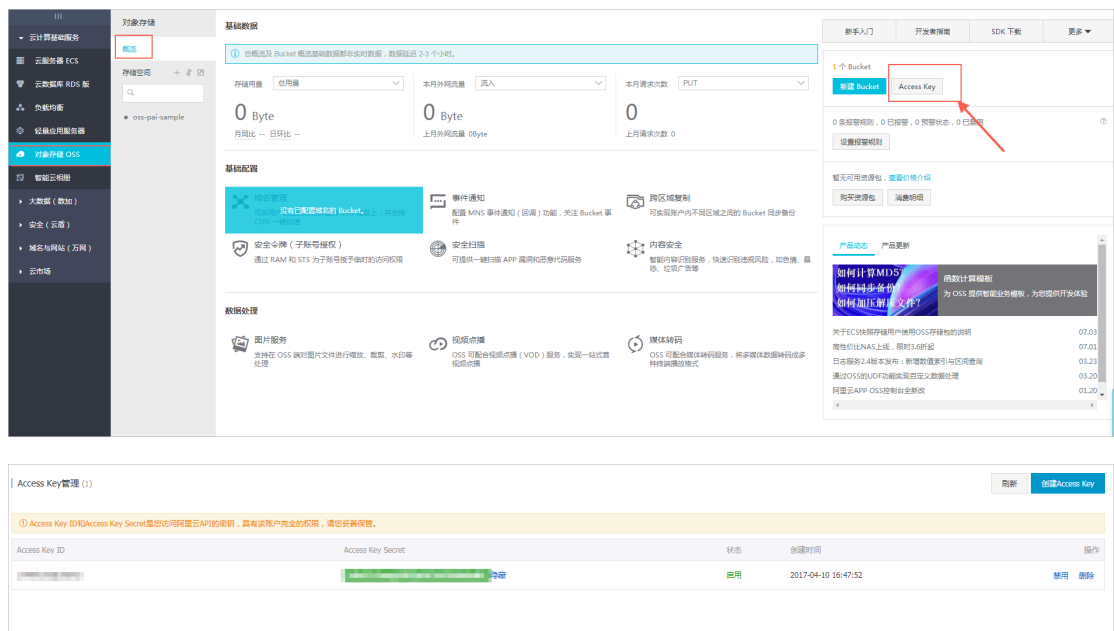 云计算基础服务
云服务器 ECS
云数据库 RDS 版
负载均衡
轻量应用服务器
对象存储 OSS
智能云相册
大数据（数加）
安全（云盾）
域名与网站（万网）
云市场
对象存储
概览
存储空间
oss-pai-sample
基础数据
总概览及 Bucket 概览基础数据都非实时数据，数据延迟 2-3 个小时。
存储用量 总用量
本月外网流量 流入
本月请求次数 PUT
0 Byte
0 Byte
0
月同比 -- 日环比 --
上月外网流量 0Byte
上月请求次数 0
基础配置
域名管理
没有已配置域名的 Bucket。
事件通知
配置 MNS 事件通知（回调）功能，关注 Bucket 事
件
跨区域复制
可实现账户内不同区域之间的 Bucket 同步备份
安全令牌（子账号授权）
通过 RAM 和 STS 为子账号授予临时的访问权限
安全扫描
可提供一键扫描 APP 漏洞和恶意代码服务
内容安全
智能内容识别服务，快速识别违规风险，如色情、暴
恐、垃圾广告等
数据处理
图片服务
支持在 OSS 端对图片文件进行缩放、裁剪、水印等
处理
视频点播
OSS 可配合视频点播（VOD）服务，实现一站式音
视频点播
媒体转码
OSS 可配合媒体转码服务，将多媒体数据转码成多
种终端播放格式
新手入门 开发者指南 SDK 下载 更多
1 个 Bucket
新建 Bucket Access Key
0 条报警规则，0 已报警，0 预警状态，0 已禁用
设置报警规则
暂无可用资源包，查看价格介绍
购买资源包 消费明细
产品动态 产品更新
如何计算MD5
如何同步备份
如何加压解压文件？
函数计算模板
为 OSS 提供智能业务模板，为您提供开发体验
关于ECS快照存储用户使用OSS存储包的说明 07.03
高性价比NAS上线，限时3.6折起 07.01
日志服务2.4版本发布：新增数值索引与区间查询 03.23
通过OSS的UDF功能实现自定义数据处理 03.20
阿里云APP OSS控制台全新改 01.20
Access Key管理 (1)
刷新 创建Access Key
Access Key ID和Access Key Secret是您访问阿里云API的密钥，具有该账户完全的权限，请您妥善保管。
Access Key ID Access Key Secret 状态 创建时间 操作
隐藏 启用 2017-04-10 16:47:52 禁用 删除